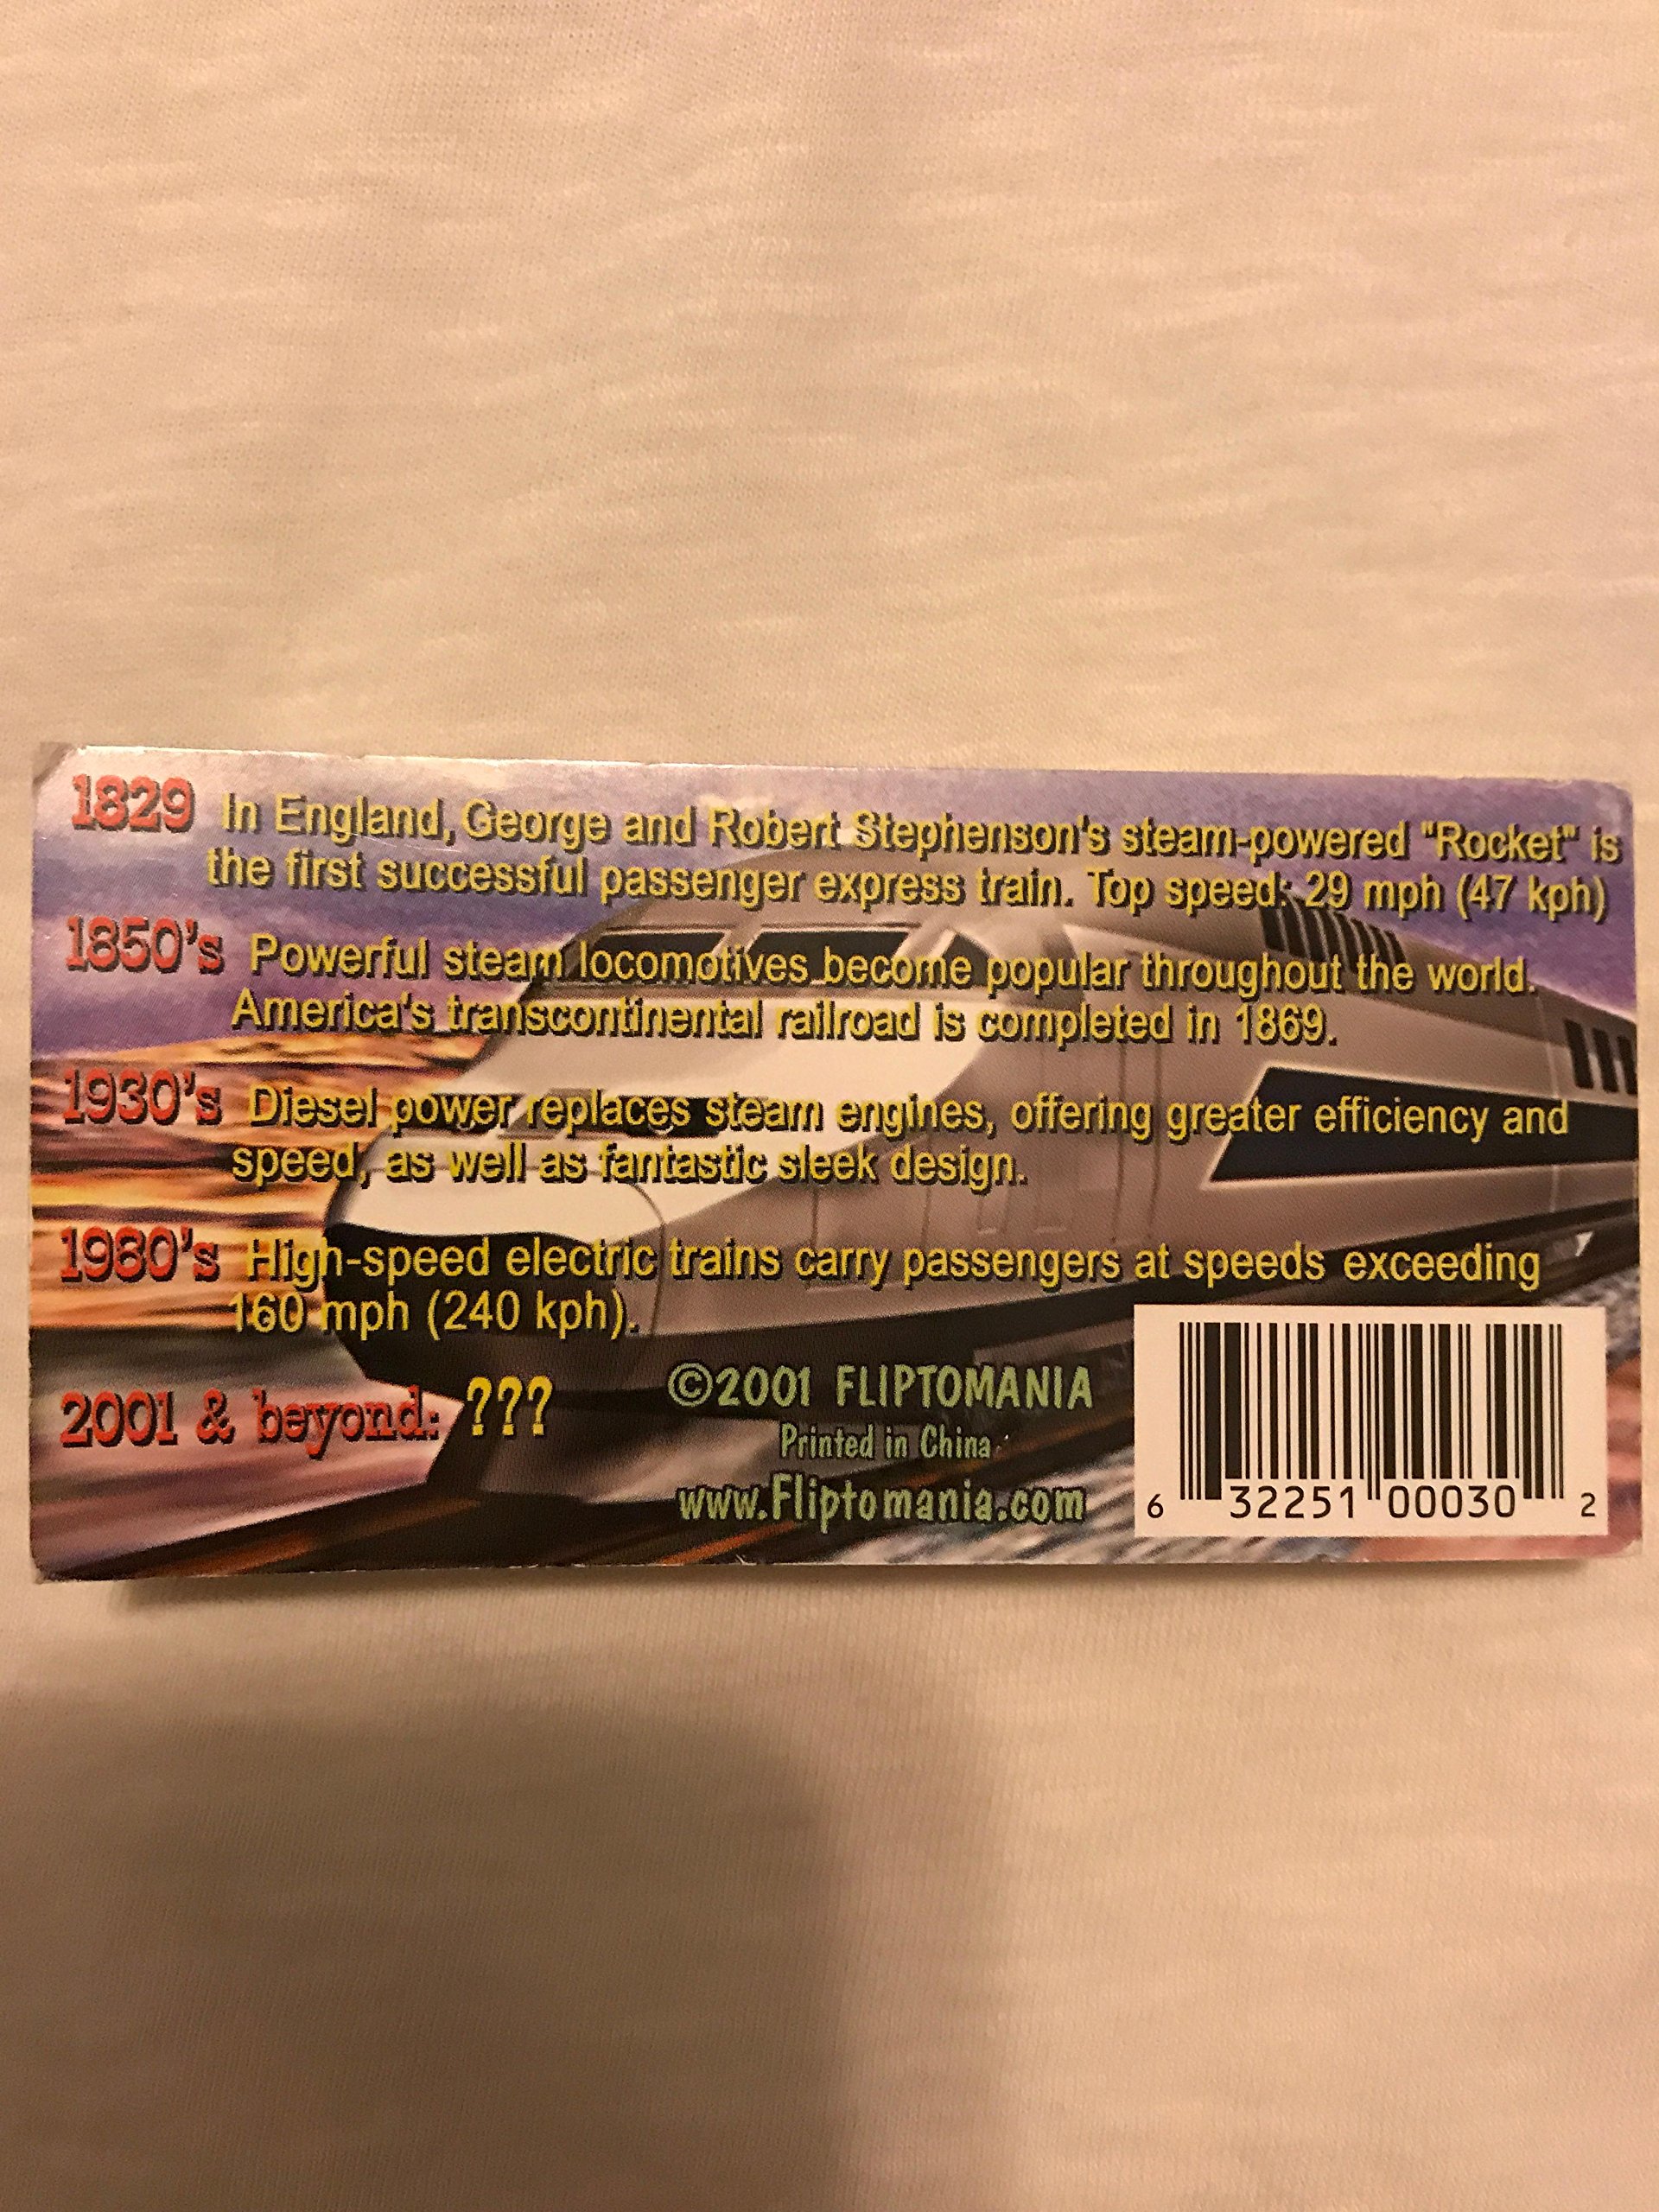 1829 In England, George and Robert Stephenson's steam-powered "Rocket" is
the first successful passenger express train. Top speed: 29 mph (47 kph)
1850's Powerful steam locomotives become popular throughout the world.
America's transcontinental railroad is completed in 1869.
1930's Diesel power replaces steam engines, offering greater efficiency and
speed, as well as fantastic sleek design.
1980's High-speed electric trains carry passengers at speeds exceeding
160 mph (240 kph).
2001 & beyond: ???
©2001 FLIPTOMANIA
Printed in China
www.Fliptomania.com
6 32251 00030 2